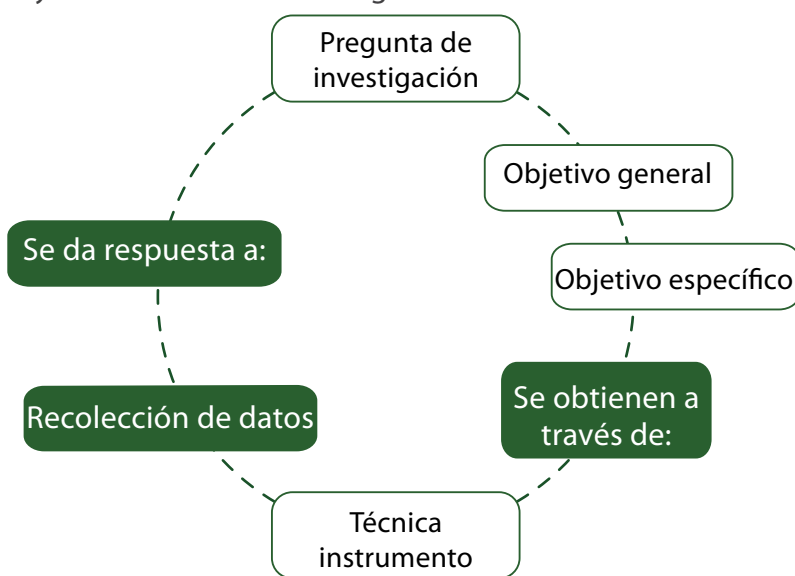 Pregunta de
investigación
Objetivo general
Objetivo específico
Se obtienen a
través de:
Técnica
instrumento
Recolección de datos
Se da respuesta a: